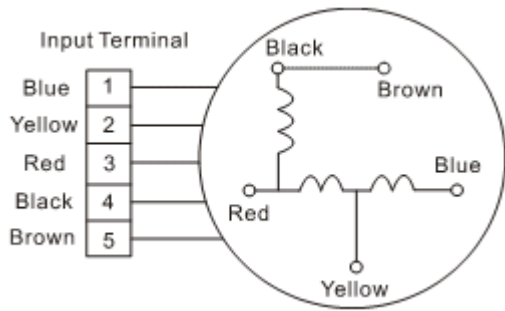 Input Terminal
Blue 1
Yellow 2
Red 3
Black 4
Brown 5
Black
Brown
Blue
Red
Yellow